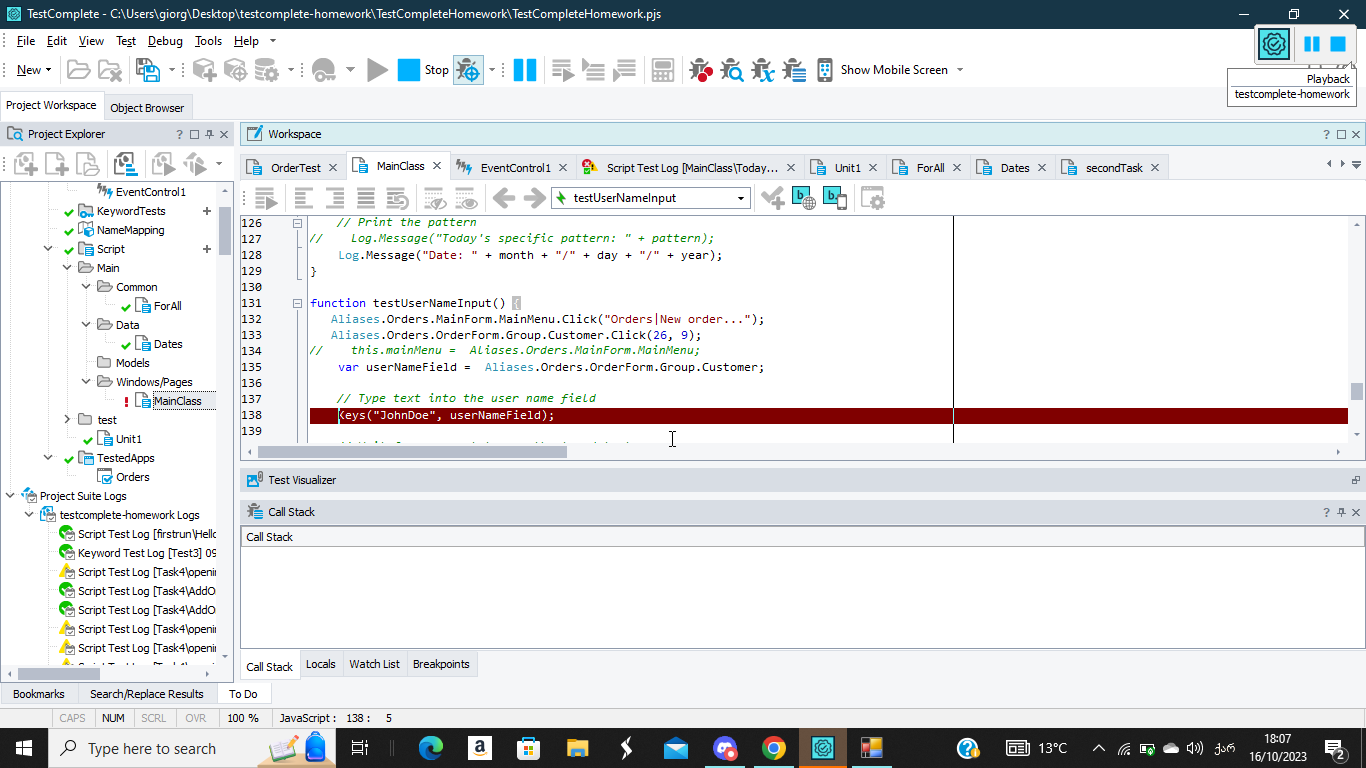 TestComplete - C:\Users\giorg\Desktop\testcomplete-homework\TestCompleteHomework\TestCompleteHomework.pjs
File Edit View Test Debug Tools Help
New Stop Show Mobile Screen
Playback
testcomplete-homework
Project Workspace Object Browser
Project Explorer
Workspace
OrderTest MainClass EventControl1 Script Test Log [MainClass\Today... Unit1 ForAll Dates secondTask
testUserNameInput
EventControl1
KeywordTests
NameMapping
Script
Main
Common
ForAll
Data
Dates
Models
Windows/Pages
MainClass
test
Unit1
TestedApps
Orders
Project Suite Logs
testcomplete-homework Logs
Script Test Log [firstrun\Hello
Keyword Test Log [Test3] 09
Script Test Log [Task4\openi
Script Test Log [Task4\AddO
Script Test Log [Task4\AddO
Script Test Log [Task4\openi
Script Test Log [Task4\openi
126 // Print the pattern
127 // Log.Message("Today's specific pattern: " + pattern);
128 Log.Message("Date: " + month + "/" + day + "/" + year);
129 }
130
131 function testUserNameInput() {
132 Aliases.Orders.MainForm.MainMenu.Click("Orders|New order...");
133 Aliases.Orders.OrderForm.Group.Customer.Click(26, 9);
134 // this.mainMenu = Aliases.Orders.MainForm.MainMenu;
135 var userNameField = Aliases.Orders.OrderForm.Group.Customer;
136
137 // Type text into the user name field
138 Keys("JohnDoe", userNameField);
139
Test Visualizer
Call Stack
Call Stack
Call Stack Locals Watch List Breakpoints
Bookmarks Search/Replace Results To Do
CAPS NUM SCRL OVR 100 % JavaScript : 138 : 5
Type here to search
13°C
ქარ
18:07
16/10/2023
2